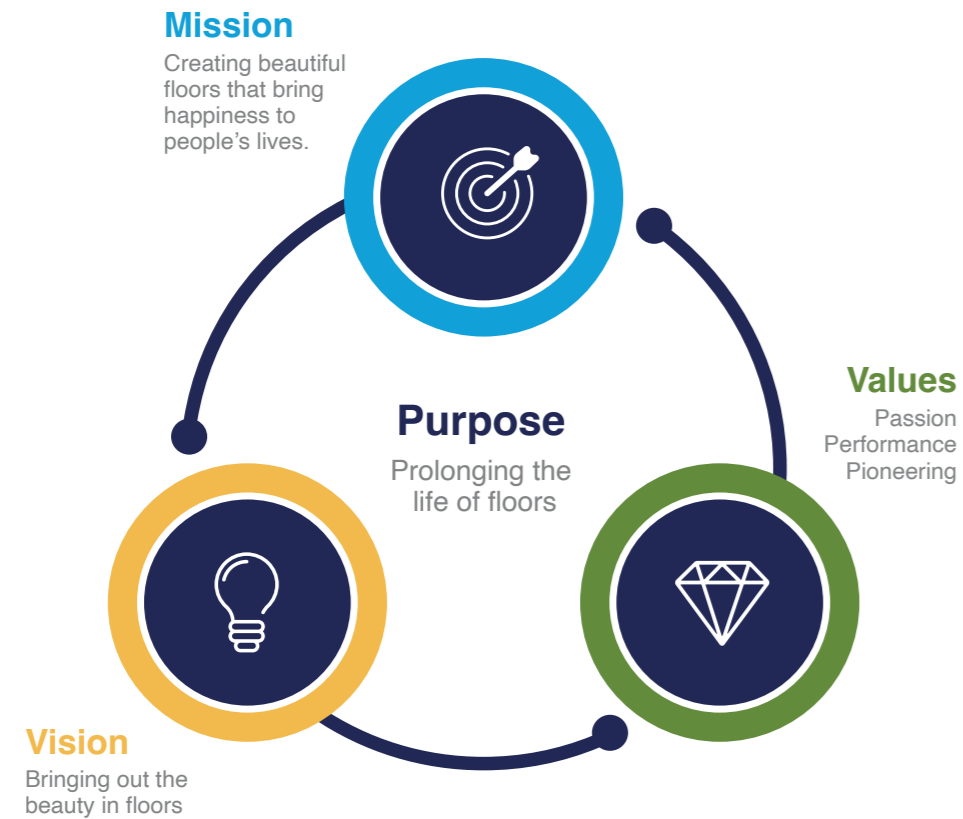 Mission
Creating beautiful
floors that bring
happiness to
people’s lives.
Values
Passion
Performance
Pioneering
Purpose
Prolonging the
life of floors
Vision
Bringing out the
beauty in floors